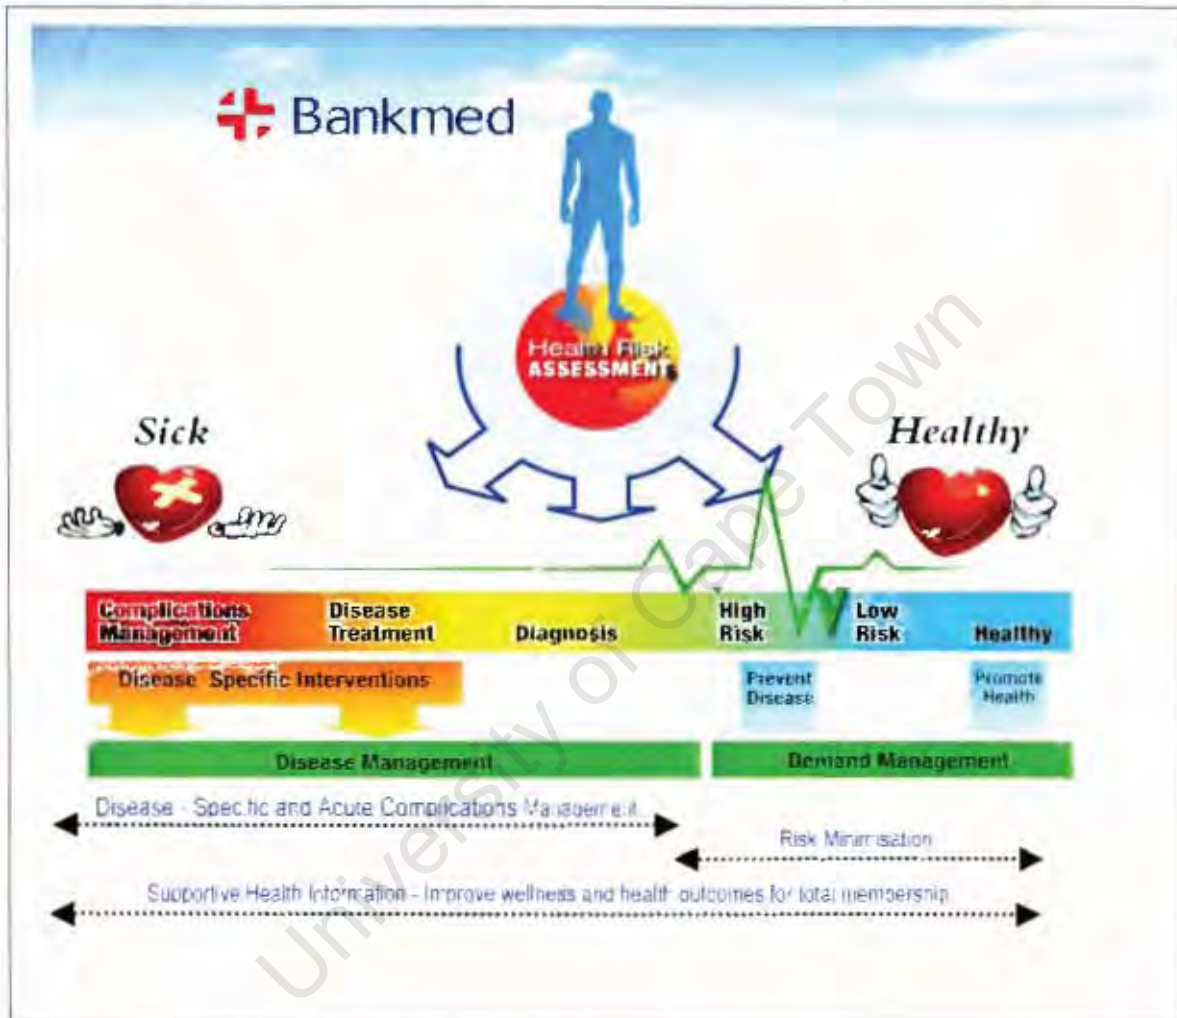 Bankmed
Health Risk
ASSESSMENTS
Sick
Healthy
Complications
Management
Disease
Treatment
Diagnosis
High
Risk
Low
Risk
Healthy
Disease Specific Interventions
Prevent
Disease
Promote
Health
Disease Management
Demand Management
Disease - Specific and Acute Complications Management
Risk Minimisation
Supportive Health Information - Improve wellness and health outcomes for total membership
University of Cape Town